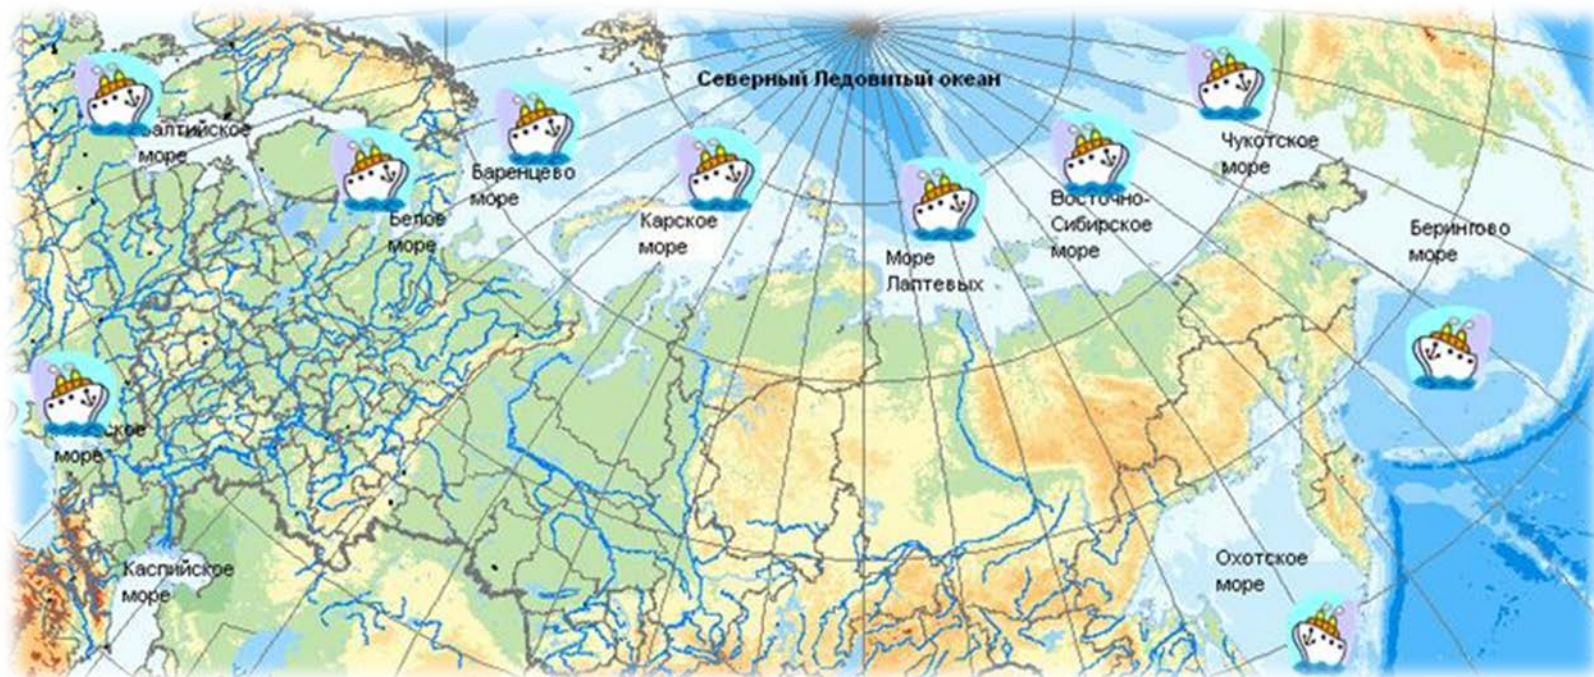 Северный Ледовитый океан
Балтийское
море
Белое
море
Баренцево
море
Карское
море
Море
Лаптевых
Восточно-
Сибирское
море
Чукотское
море
Берингово
море
море
Каспийское
море
Охотское
море